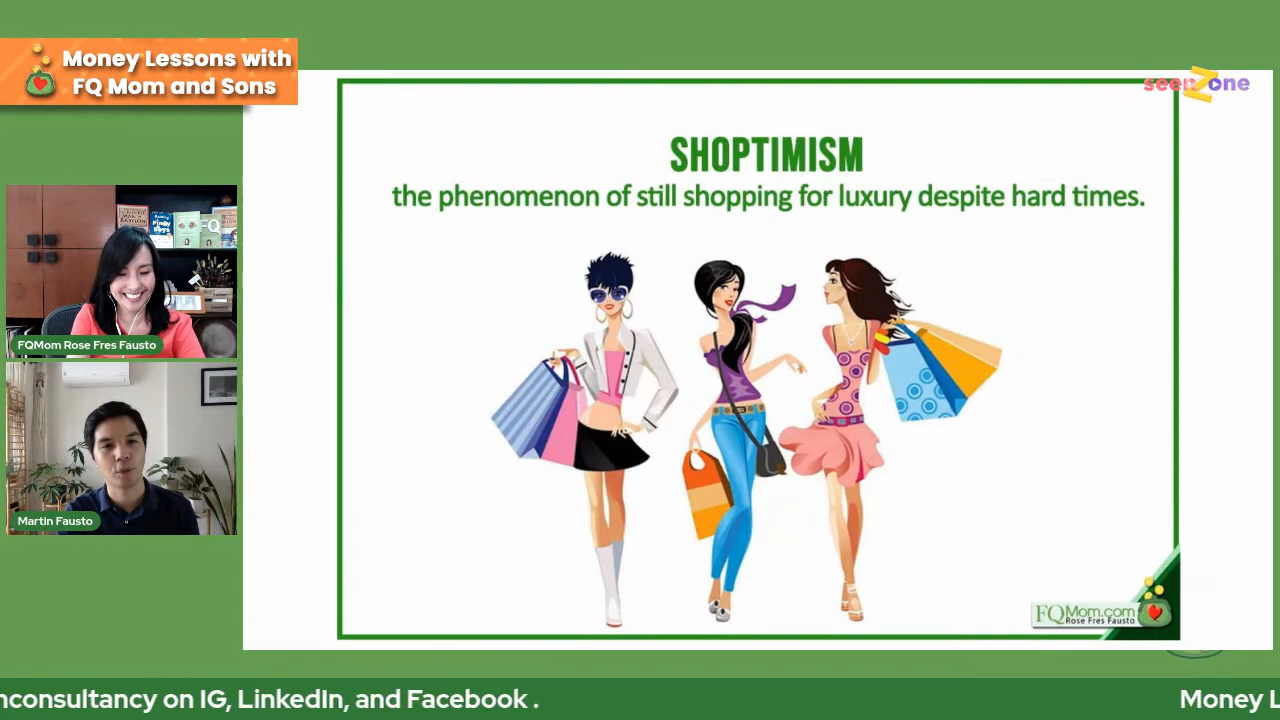 Money Lessons with
FQ Mom and Sons
seenZone
SHOPTIMISM
the phenomenon of still shopping for luxury despite hard times.
FQ
FQMom Rose Fres Fausto
Martin Fausto
FQMom.com
Rose Fres Fausto
nconsultancy on IG, LinkedIn, and Facebook .
Money L